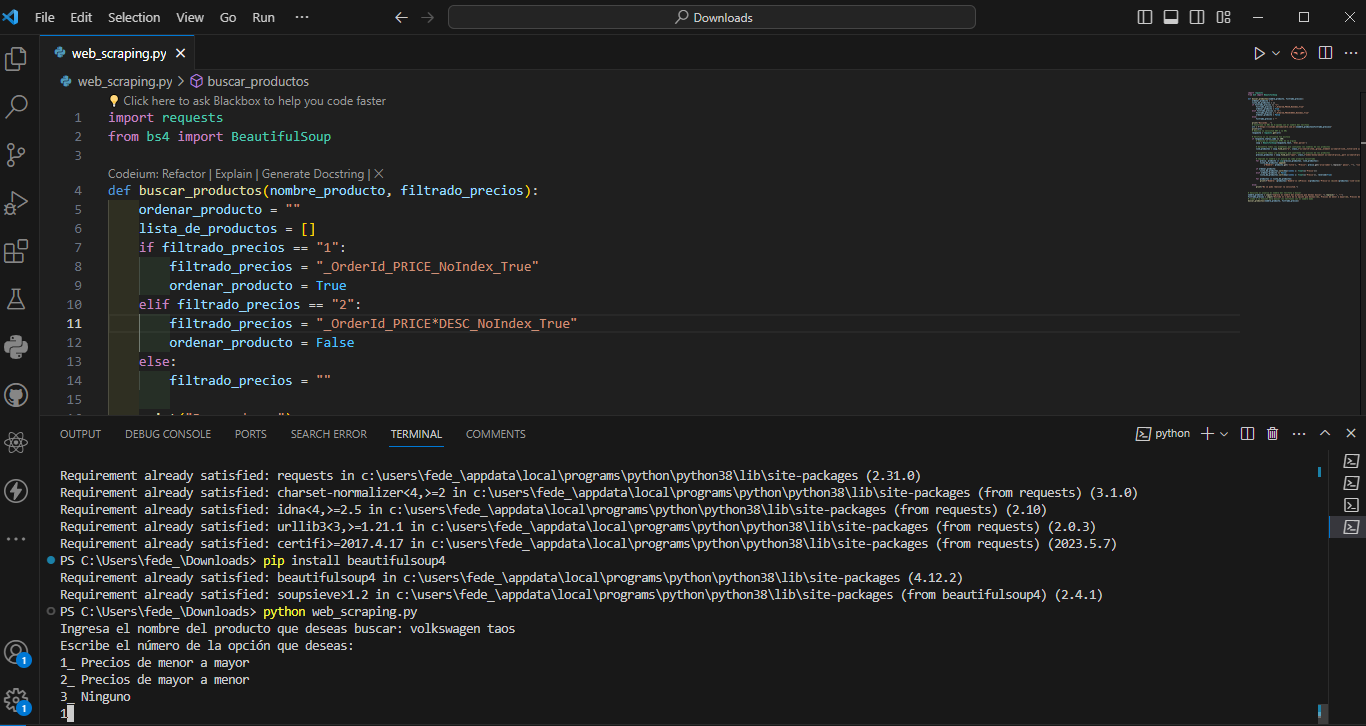 File Edit Selection View Go Run ··· Downloads
web_scraping.py
web_scraping.py > buscar_productos
Click here to ask Blackbox to help you code faster
1 import requests
2 from bs4 import BeautifulSoup
3
Codeium: Refactor | Explain | Generate Docstring | ✕
4 def buscar_productos(nombre_producto, filtrado_precios):
5 ordenar_producto = ""
6 lista_de_productos = []
7 if filtrado_precios == "1":
8 filtrado_precios = "_OrderId_PRICE_NoIndex_True"
9 ordenar_producto = True
10 elif filtrado_precios == "2":
11 filtrado_precios = "_OrderId_PRICE*DESC_NoIndex_True"
12 ordenar_producto = False
13 else:
14 filtrado_precios = ""
15
OUTPUT DEBUG CONSOLE PORTS SEARCH ERROR TERMINAL COMMENTS python
Requirement already satisfied: requests in c:\users\fede_\appdata\local\programs\python\python38\lib\site-packages (2.31.0)
Requirement already satisfied: charset-normalizer<4,>=2 in c:\users\fede_\appdata\local\programs\python\python38\lib\site-packages (from requests) (3.1.0)
Requirement already satisfied: idna<4,>=2.5 in c:\users\fede_\appdata\local\programs\python\python38\lib\site-packages (from requests) (2.10)
Requirement already satisfied: urllib3<3,>=1.21.1 in c:\users\fede_\appdata\local\programs\python\python38\lib\site-packages (from requests) (2.0.3)
Requirement already satisfied: certifi>=2017.4.17 in c:\users\fede_\appdata\local\programs\python\python38\lib\site-packages (from requests) (2023.5.7)
PS C:\Users\fede_\Downloads> pip install beautifulsoup4
Requirement already satisfied: beautifulsoup4 in c:\users\fede_\appdata\local\programs\python\python38\lib\site-packages (4.12.2)
Requirement already satisfied: soupsieve>1.2 in c:\users\fede_\appdata\local\programs\python\python38\lib\site-packages (from beautifulsoup4) (2.4.1)
PS C:\Users\fede_\Downloads> python web_scraping.py
Ingresa el nombre del producto que deseas buscar: volkswagen taos
Escribe el número de la opción que deseas:
1_ Precios de menor a mayor
2_ Precios de mayor a menor
3_ Ninguno
1
1
1